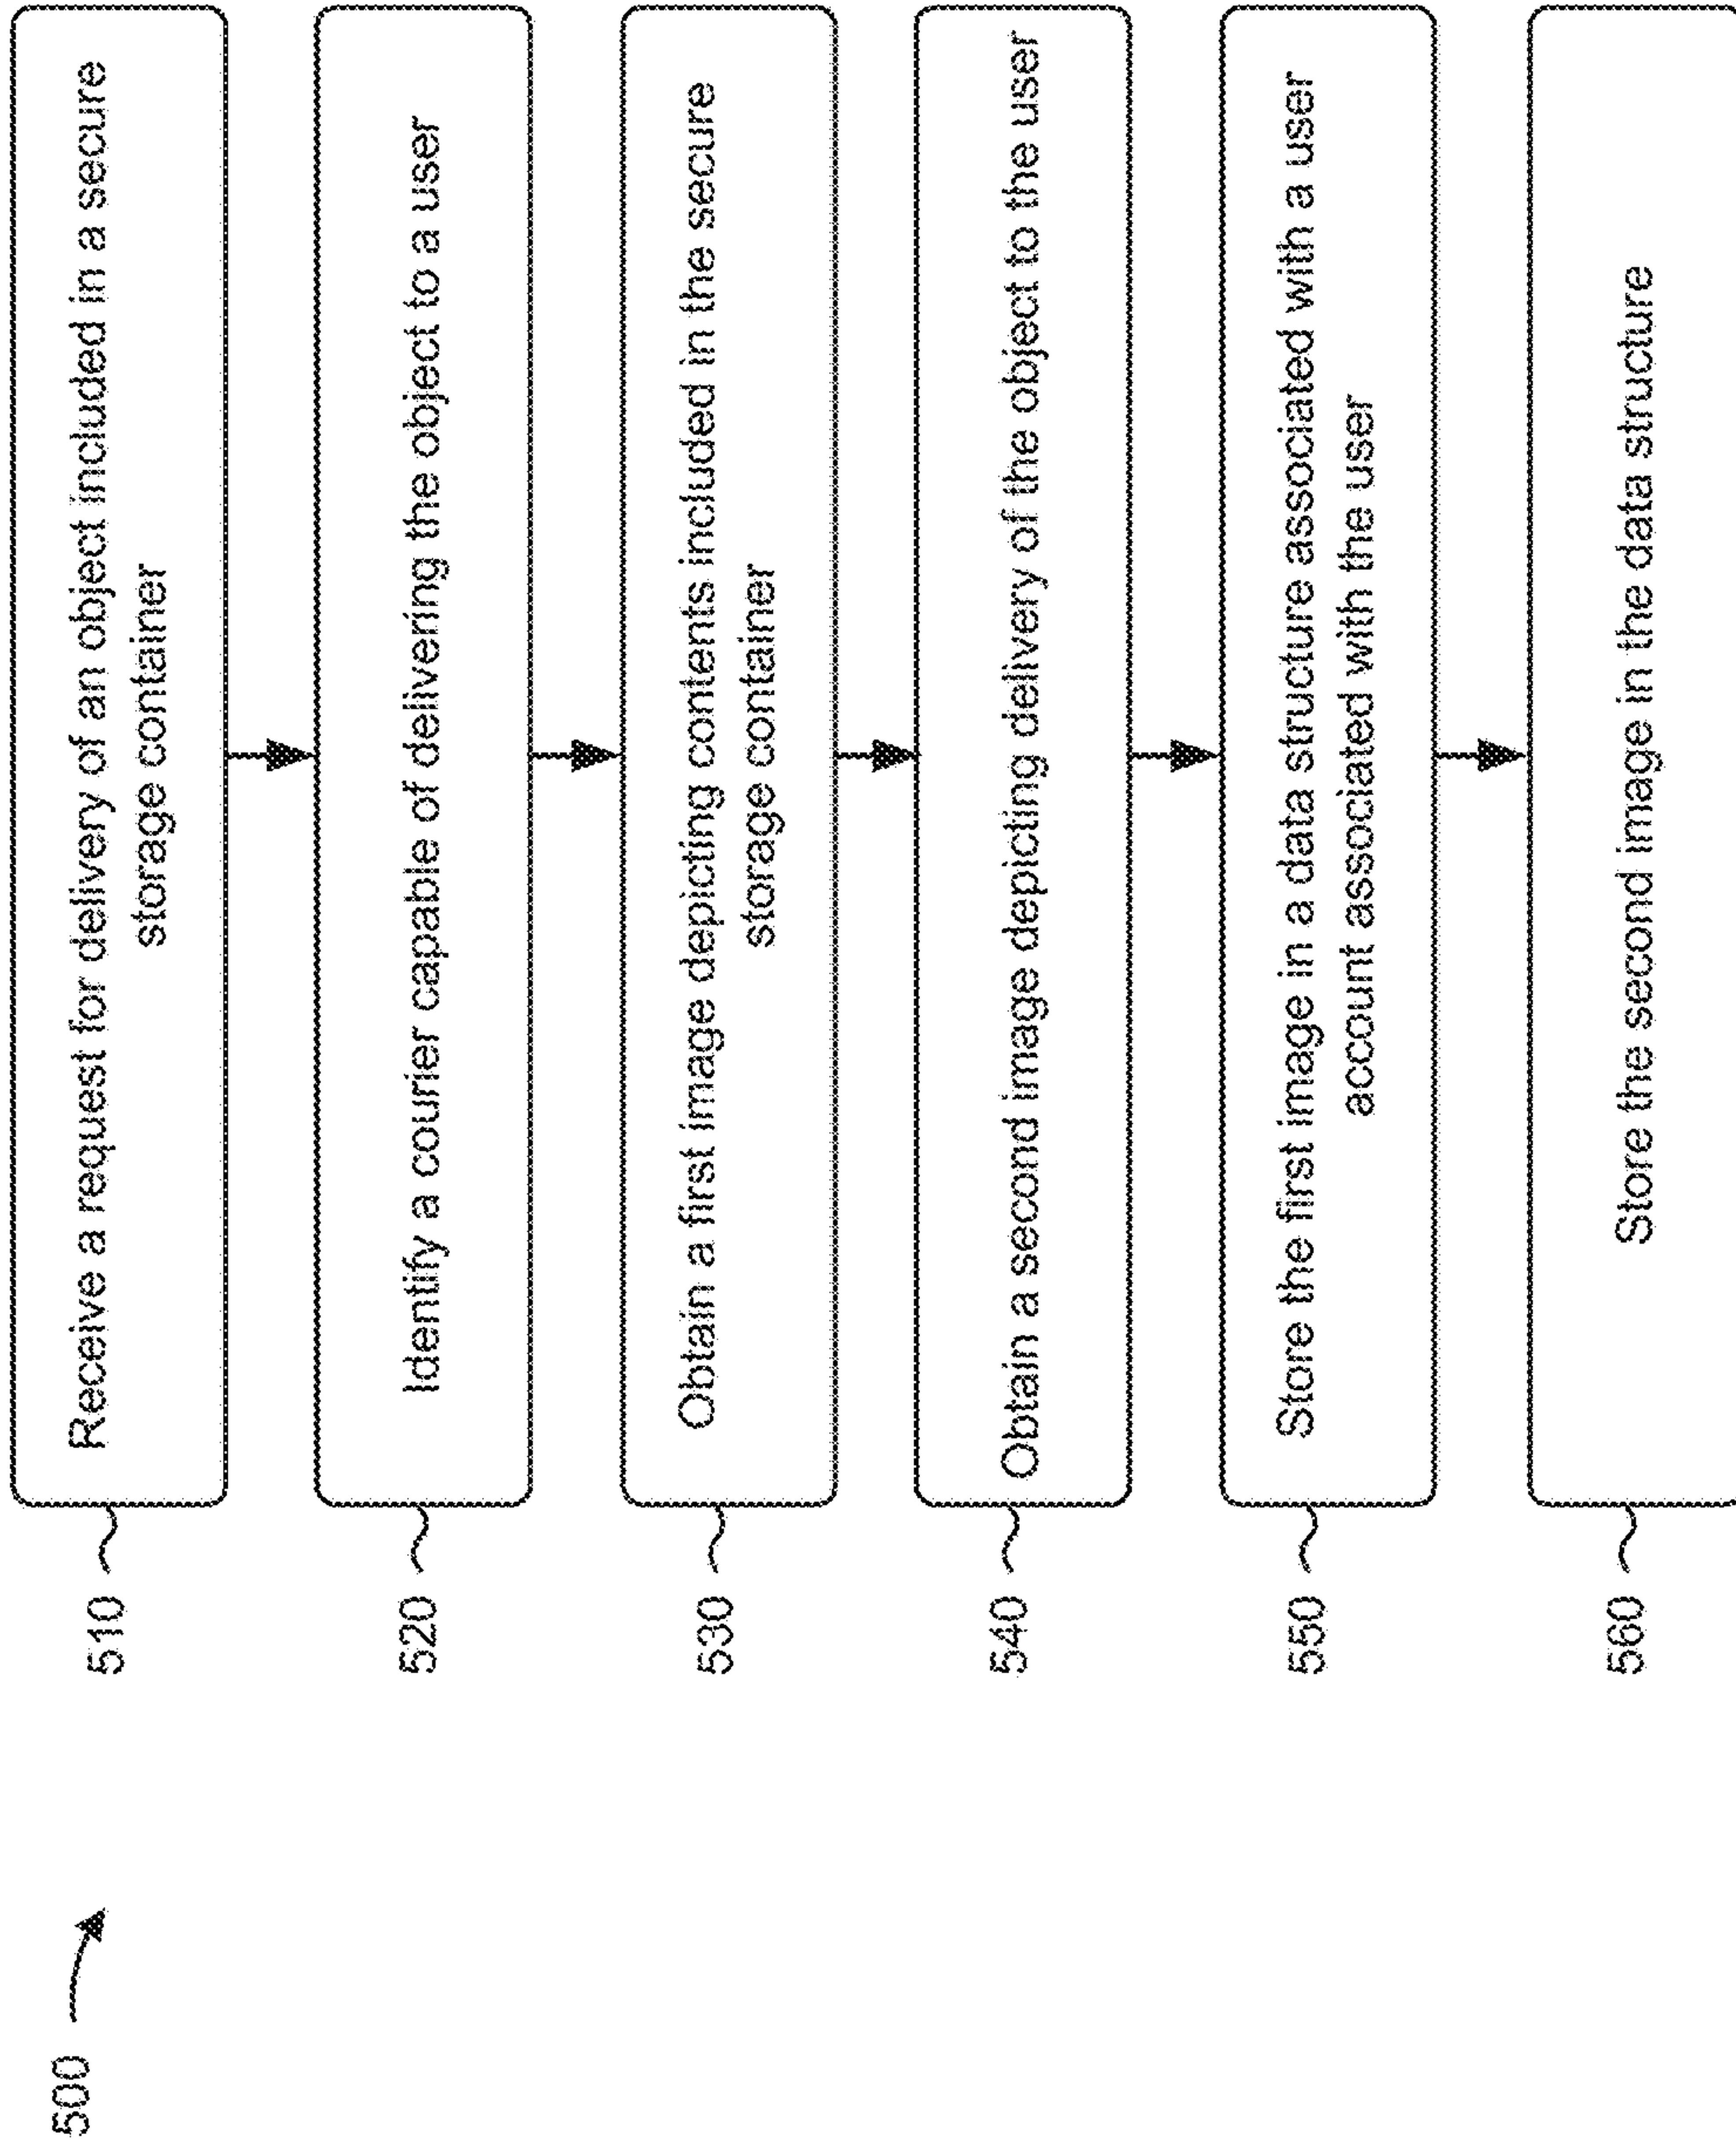 500
510
Receive a request for delivery of an object included in a secure
storage container
520
Identify a courier capable of delivering the object to a user
530
Obtain a first image depicting contents included in the secure
storage container
540
Obtain a second image depicting delivery of the object to the user
550
Store the first image in a data structure associated with a user
account associated with the user
560
Store the second image in the data structure